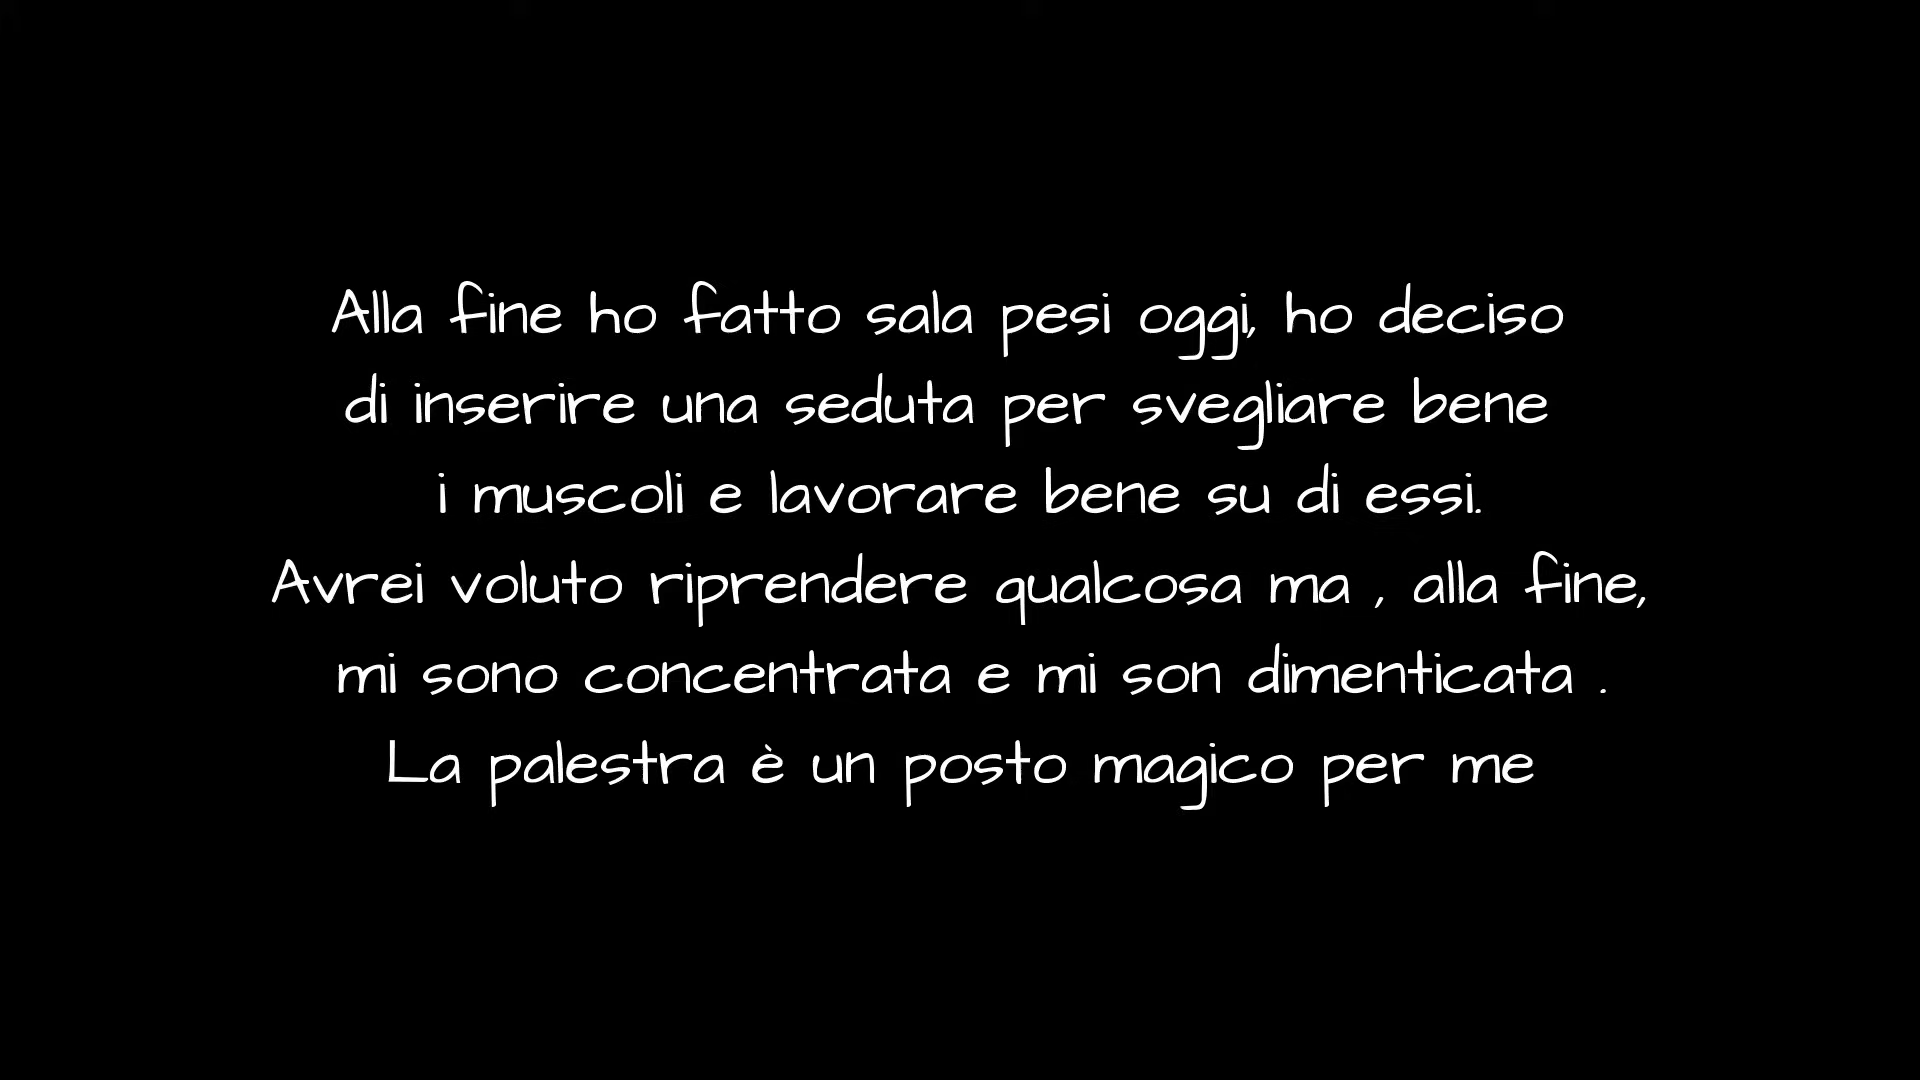 Alla fine ho fatto sala pesi oggi, ho deciso
di inserire una seduta per svegliare bene
i muscoli e lavorare bene su di essi.
Avrei voluto riprendere qualcosa ma , alla fine,
mi sono concentrata e mi son dimenticata .
La palestra è un posto magico per me